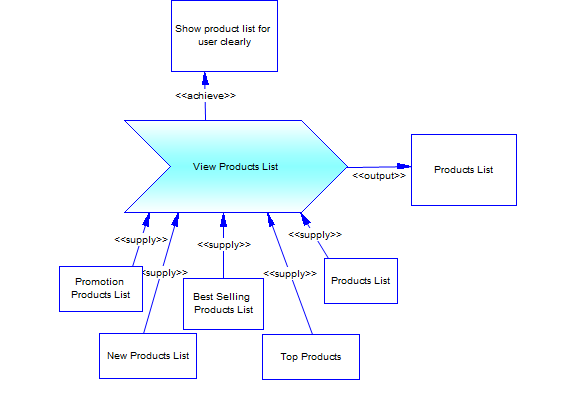 Show product list for
user clearly
<<achieve>>
View Products List
<<output>>
Products List
<<supply>>
<<supply>>
<<supply>>
supply>>
<<supply>>
Promotion
Products List
Best Selling
Products List
Products List
New Products List
Top Products